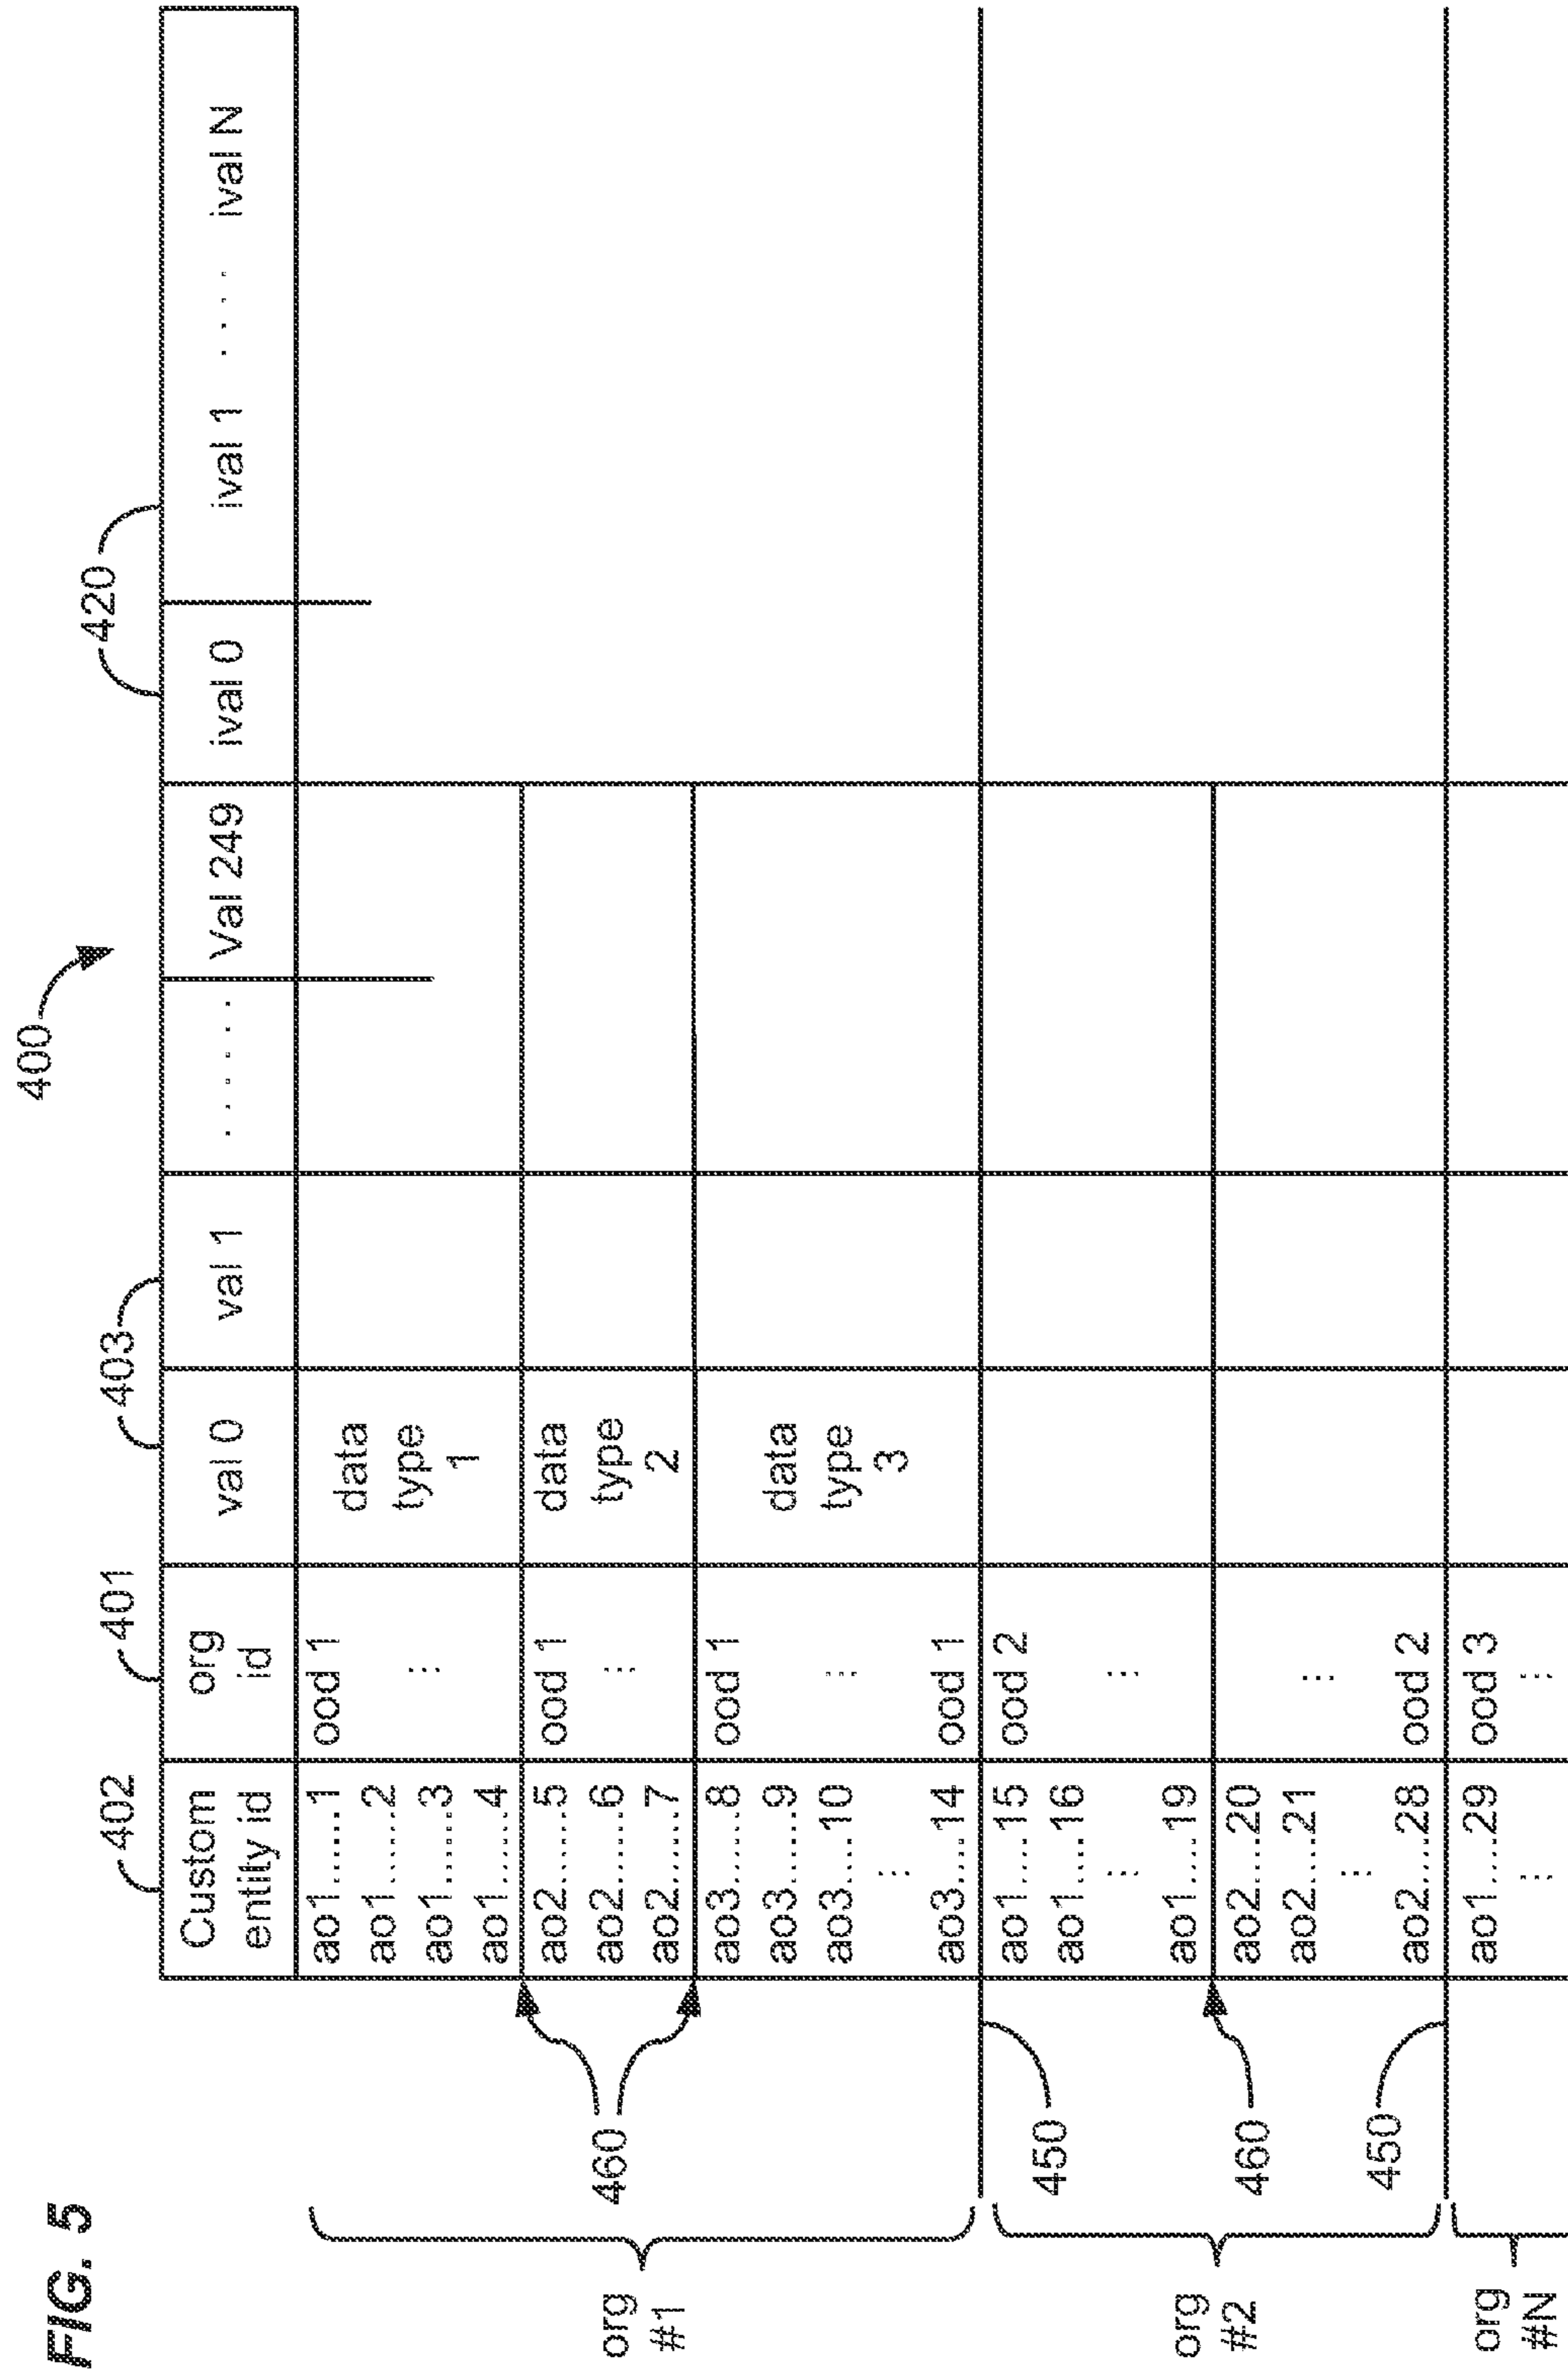 FIG. 5
400
402
401
403
420
Custom entity id
org id
val 0
val 1
. . . . . .
Val 249
ival 0
ival 1 . . . . ival N
org #1
ao1......1 ood 1 data type 1
ao1......2 ⋮
ao1......3
ao1......4
460
ao2.....5 ood 1 data type 2
ao2.....6 ⋮
ao2.....7
ao3.....8 ood 1 data type 3
ao3.....9
ao3....10 ⋮
⋮
ao3....14 ood 1
450
org #2
ao1....15 ood 2
ao1....16
⋮ ⋮
ao1....19
460
ao2....20
ao2....21 ⋮
⋮
ao2....28 ood 2
450
org #N
ao1....29 ood 3
⋮ ⋮